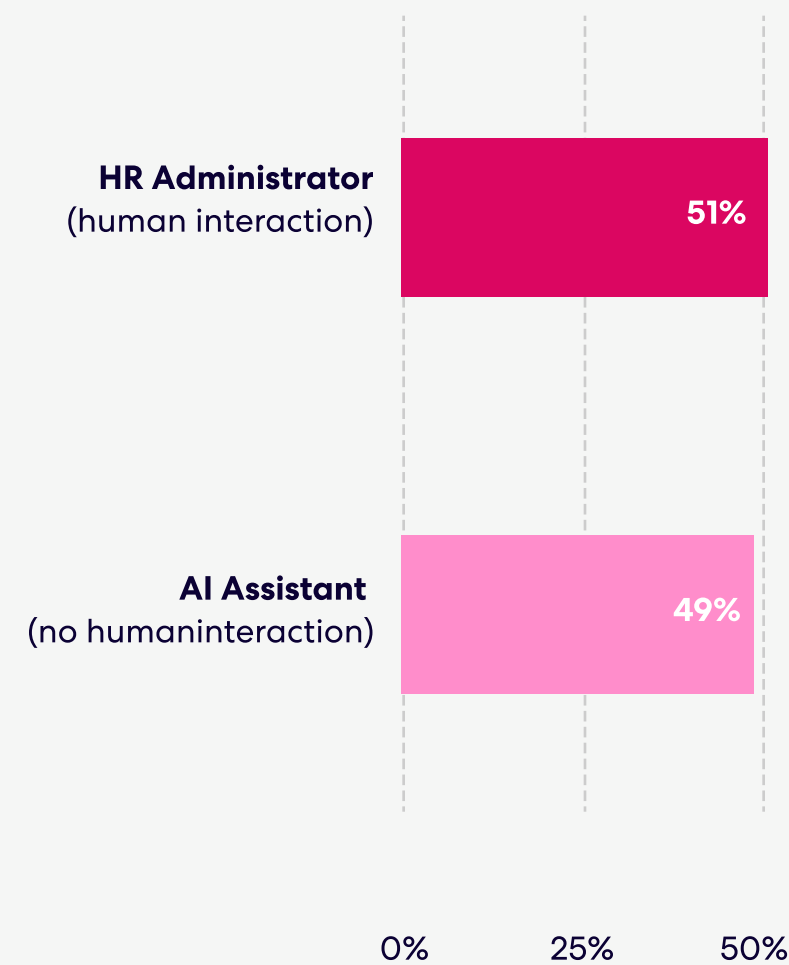 HR Administrator
(human interaction)
51%
AI Assistant
(no humaninteraction)
49%
0% 25% 50%